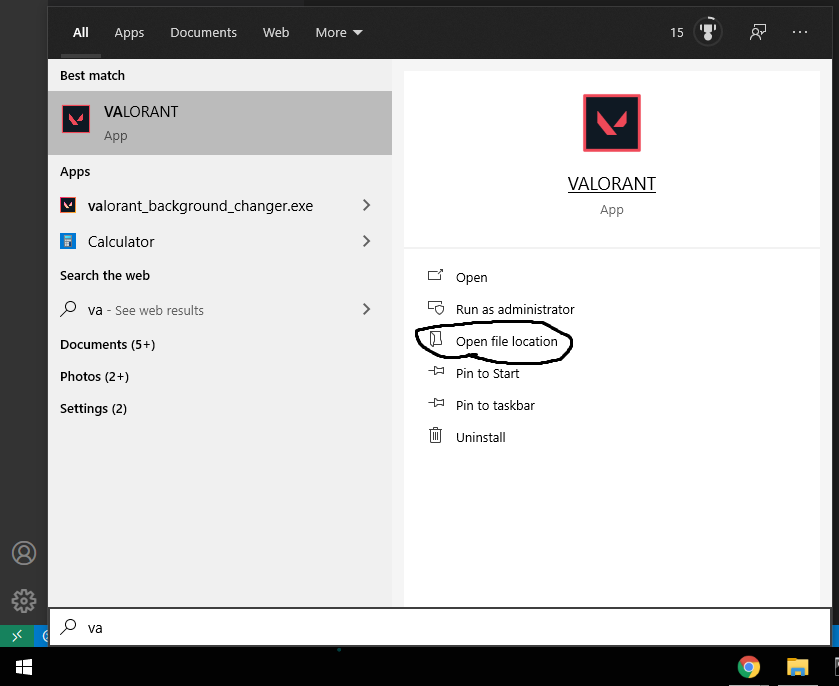 All Apps Documents Web More 15 ...
Best match
VALORANT
App
Apps
valorant_background_changer.exe
Calculator
Search the web
va - See web results
Documents (5+)
Photos (2+)
Settings (2)
VALORANT
App
Open
Run as administrator
Open file location
Pin to Start
Pin to taskbar
Uninstall
va